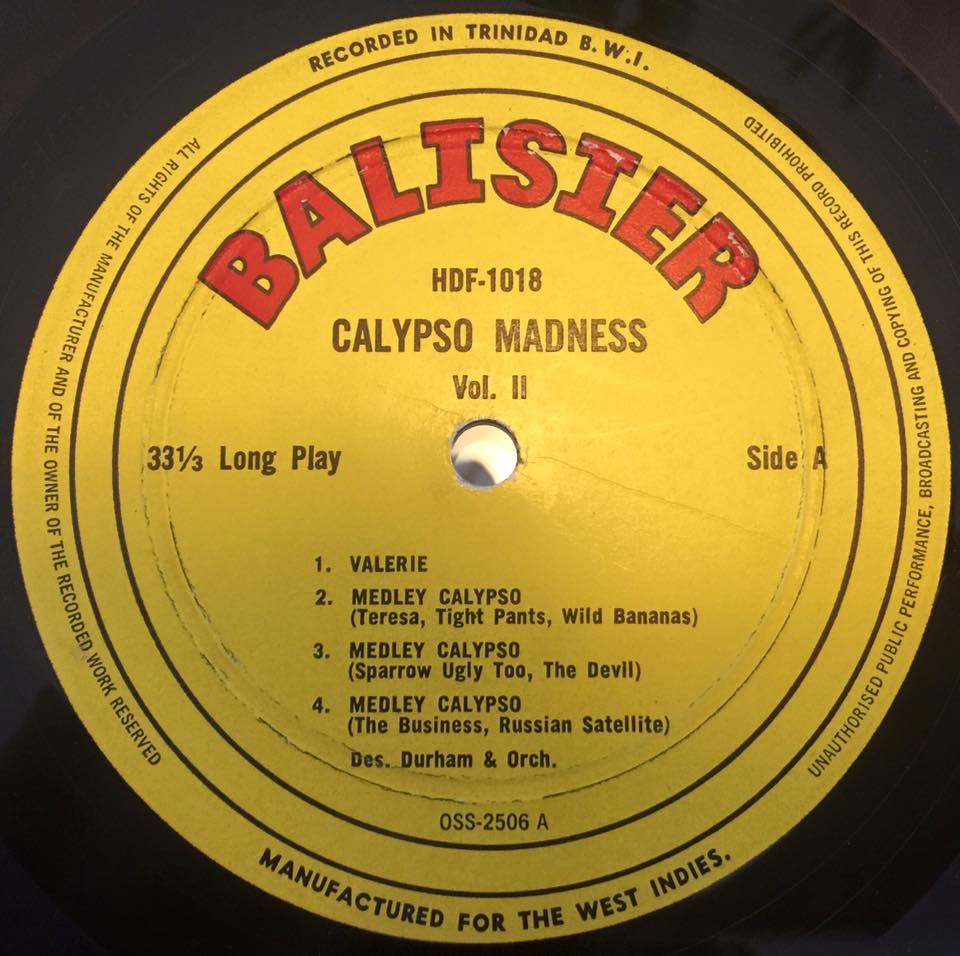 RECORDED IN TRINIDAD B.W.I.
ALL RIGHTS OF THE MANUFACTURER AND OF THE OWNER OF THE RECORDED WORK RESERVED
UNAUTHORISED PUBLIC PERFORMANCE, BROADCASTING AND COPYING OF THIS RECORD PROHIBITED
BALISIER
HDF-1018
CALYPSO MADNESS
Vol. II
33⅓ Long Play
Side A
1. VALERIE
2. MEDLEY CALYPSO
(Teresa, Tight Pants, Wild Bananas)
3. MEDLEY CALYPSO
(Sparrow Ugly Too, The Devil)
4. MEDLEY CALYPSO
(The Business, Russian Satellite)
Des. Durham & Orch.
OSS-2506 A
MANUFACTURED FOR THE WEST INDIES.